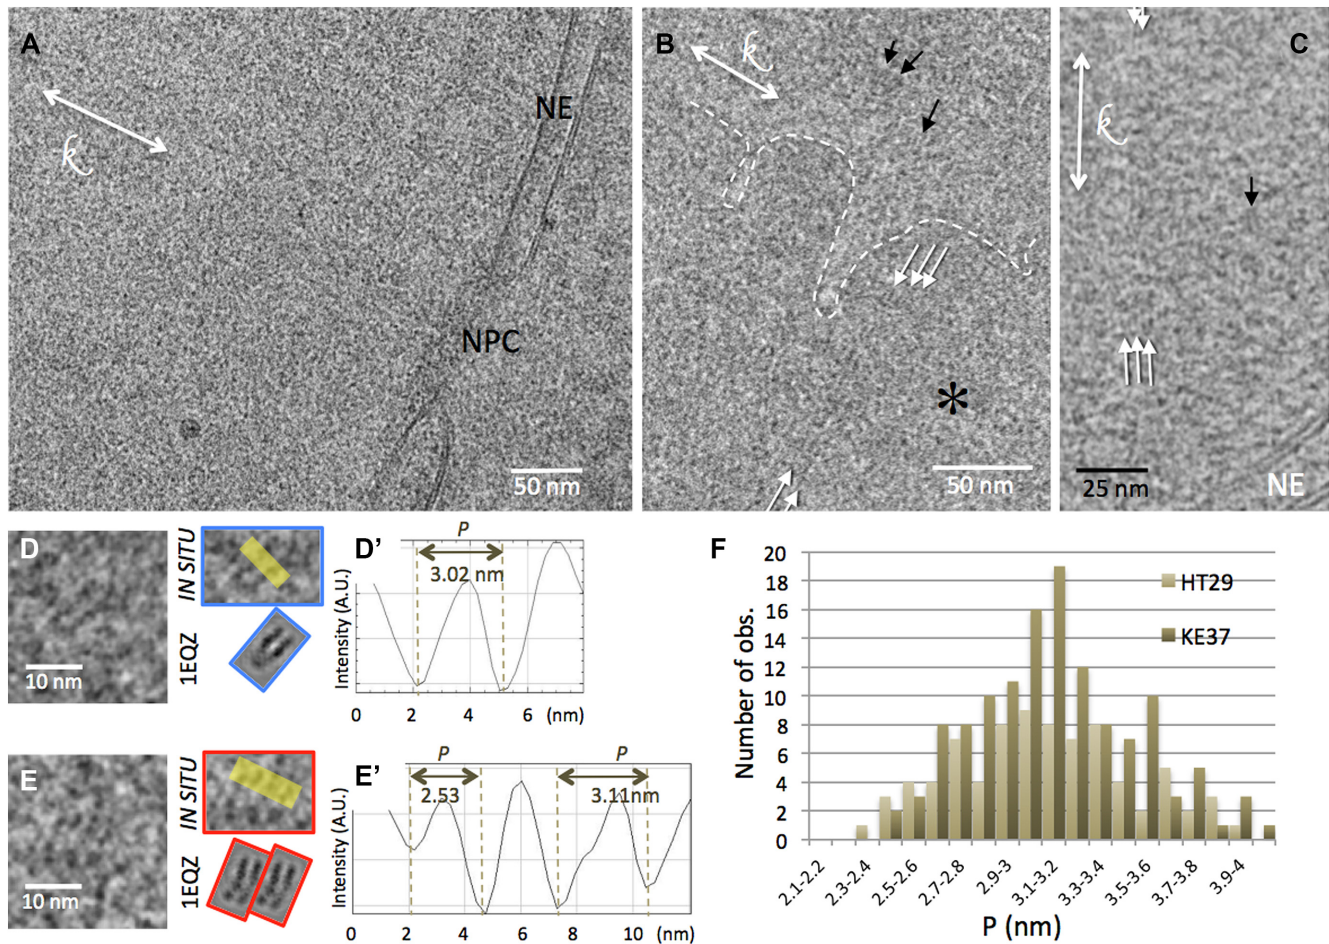 A
k
NE
NPC
50 nm
B
k
*
50 nm
C
k
25 nm
NE
D
10 nm
IN SITU
1EQZ
D'
P
3.02 nm
Intensity (A.U.)
0 2 4 6 (nm)
E
10 nm
IN SITU
1EQZ
E'
P P
2.53 3.11nm
Intensity (A.U.)
0 2 4 6 8 10 (nm)
F
Number of obs.
20
18
16
14
12
10
8
6
4
2
0
HT29
KE37
2.1-2.2 2.3-2.4 2.5-2.6 2.7-2.8 2.9-3 3.1-3.2 3.3-3.4 3.5-3.6 3.7-3.8 3.9-4
P (nm)